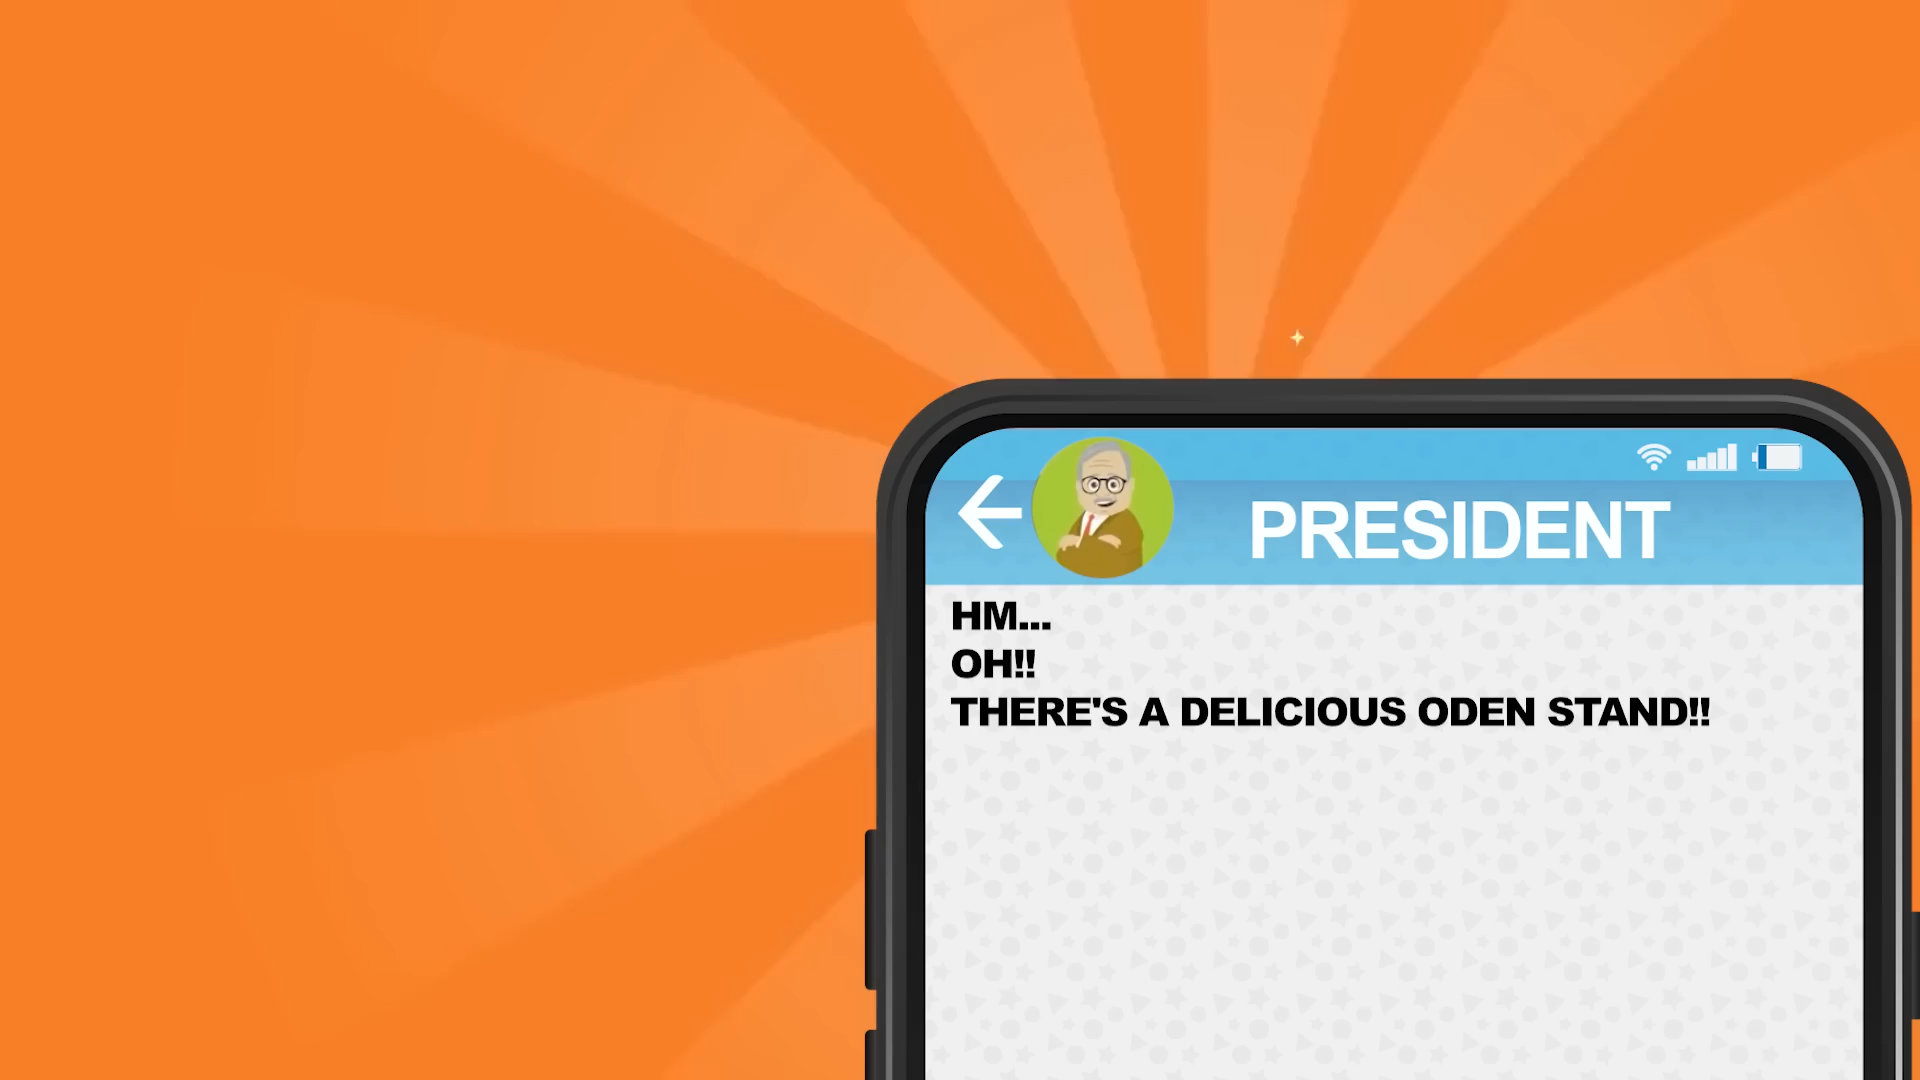 PRESIDENT
HM...
OH!!
THERE'S A DELICIOUS ODEN STAND!!